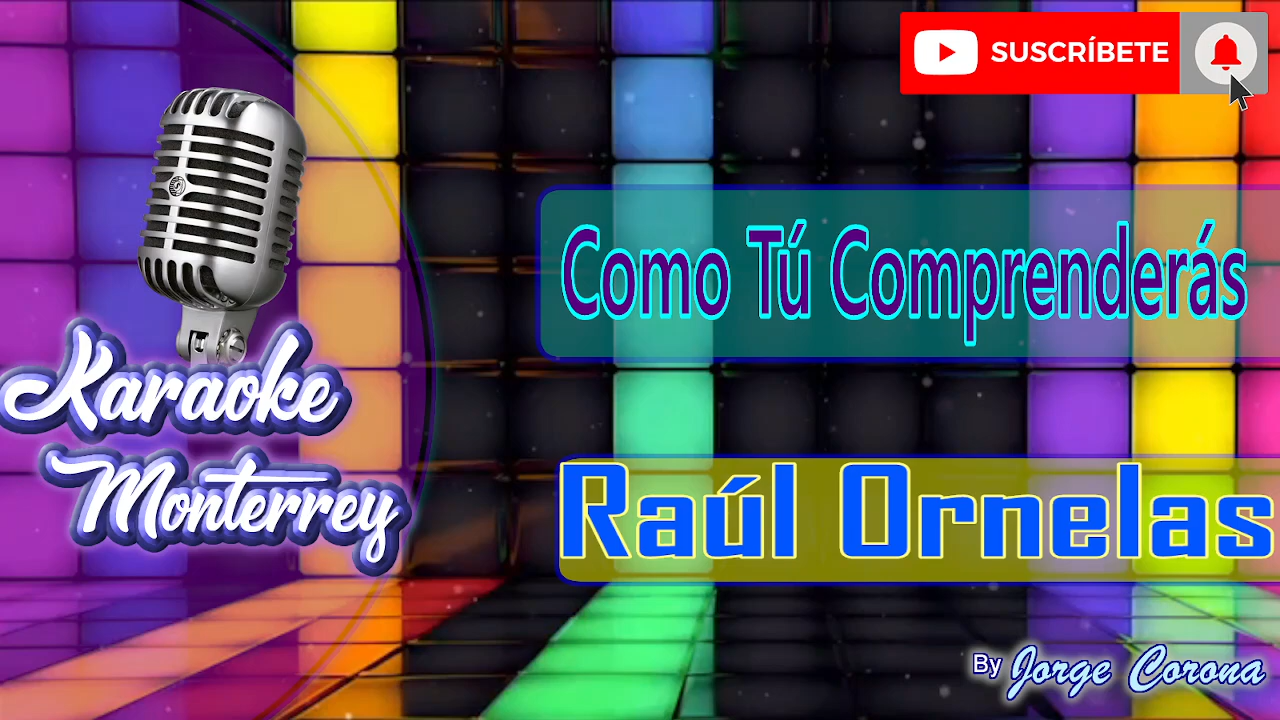 SUSCRÍBETE
Como Tú Comprenderás
Karaoke
Monterrey
Raúl Ornelas
By Jorge Corona